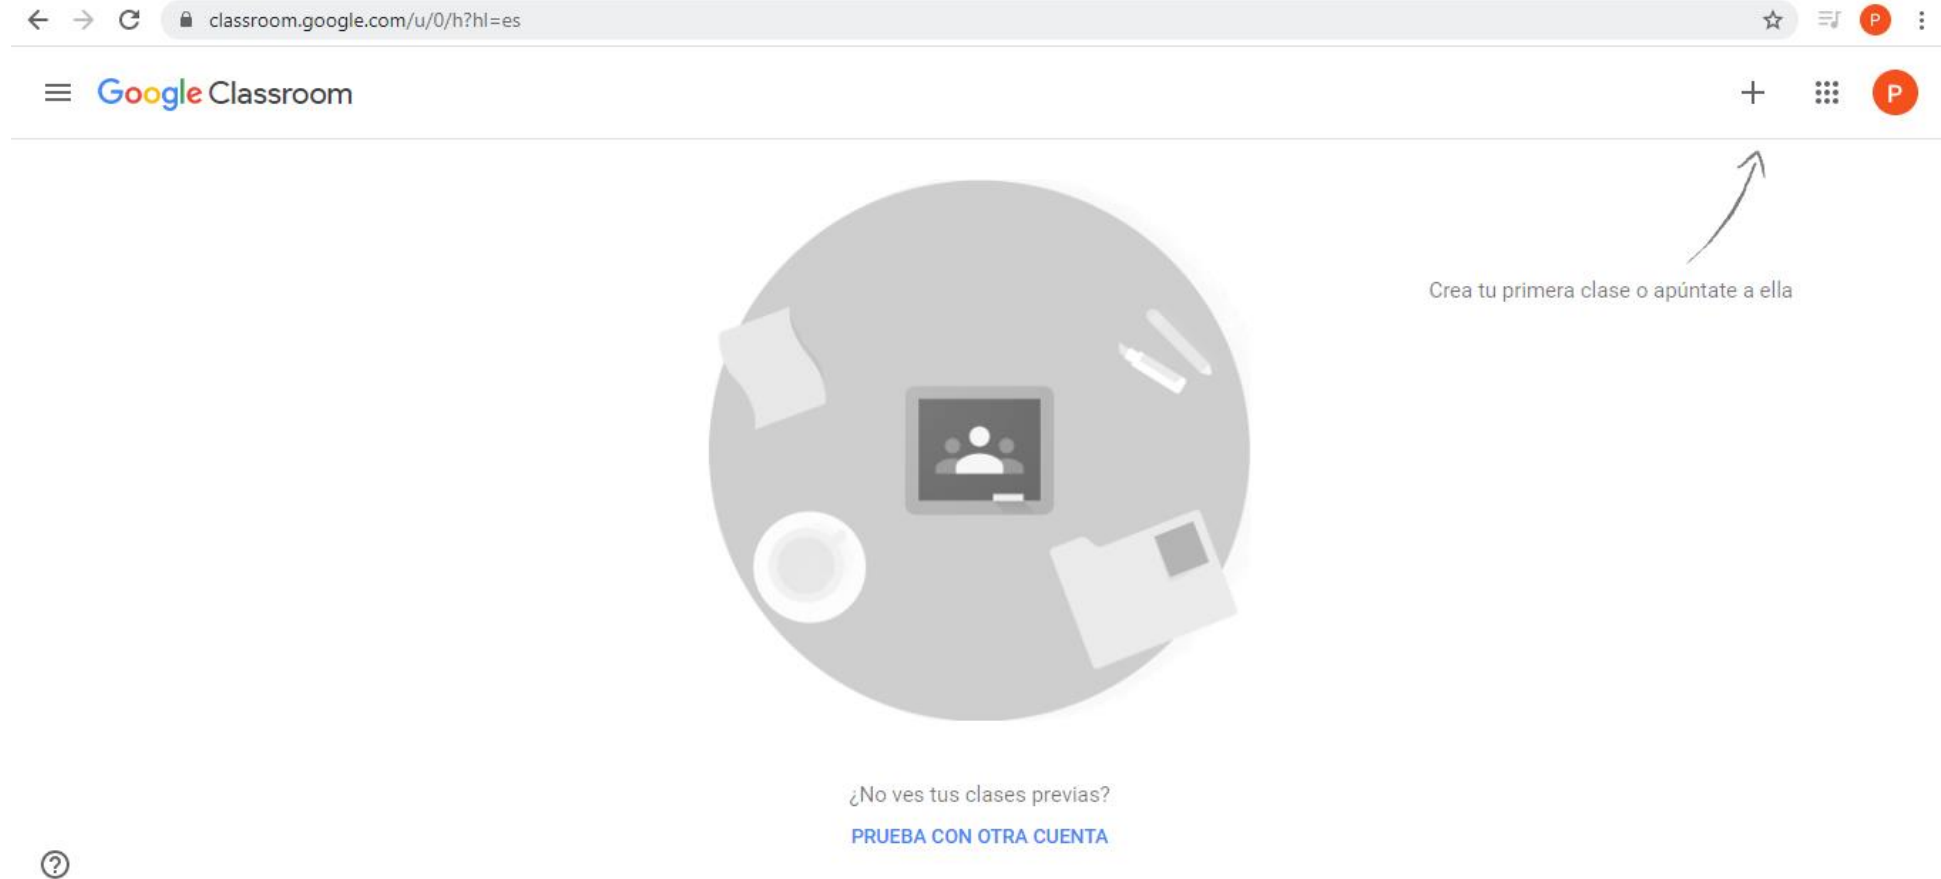 classroom.google.com/u/0/h?hl=es
P
Google Classroom
P
Crea tu primera clase o apúntate a ella
¿No ves tus clases previas?
PRUEBA CON OTRA CUENTA